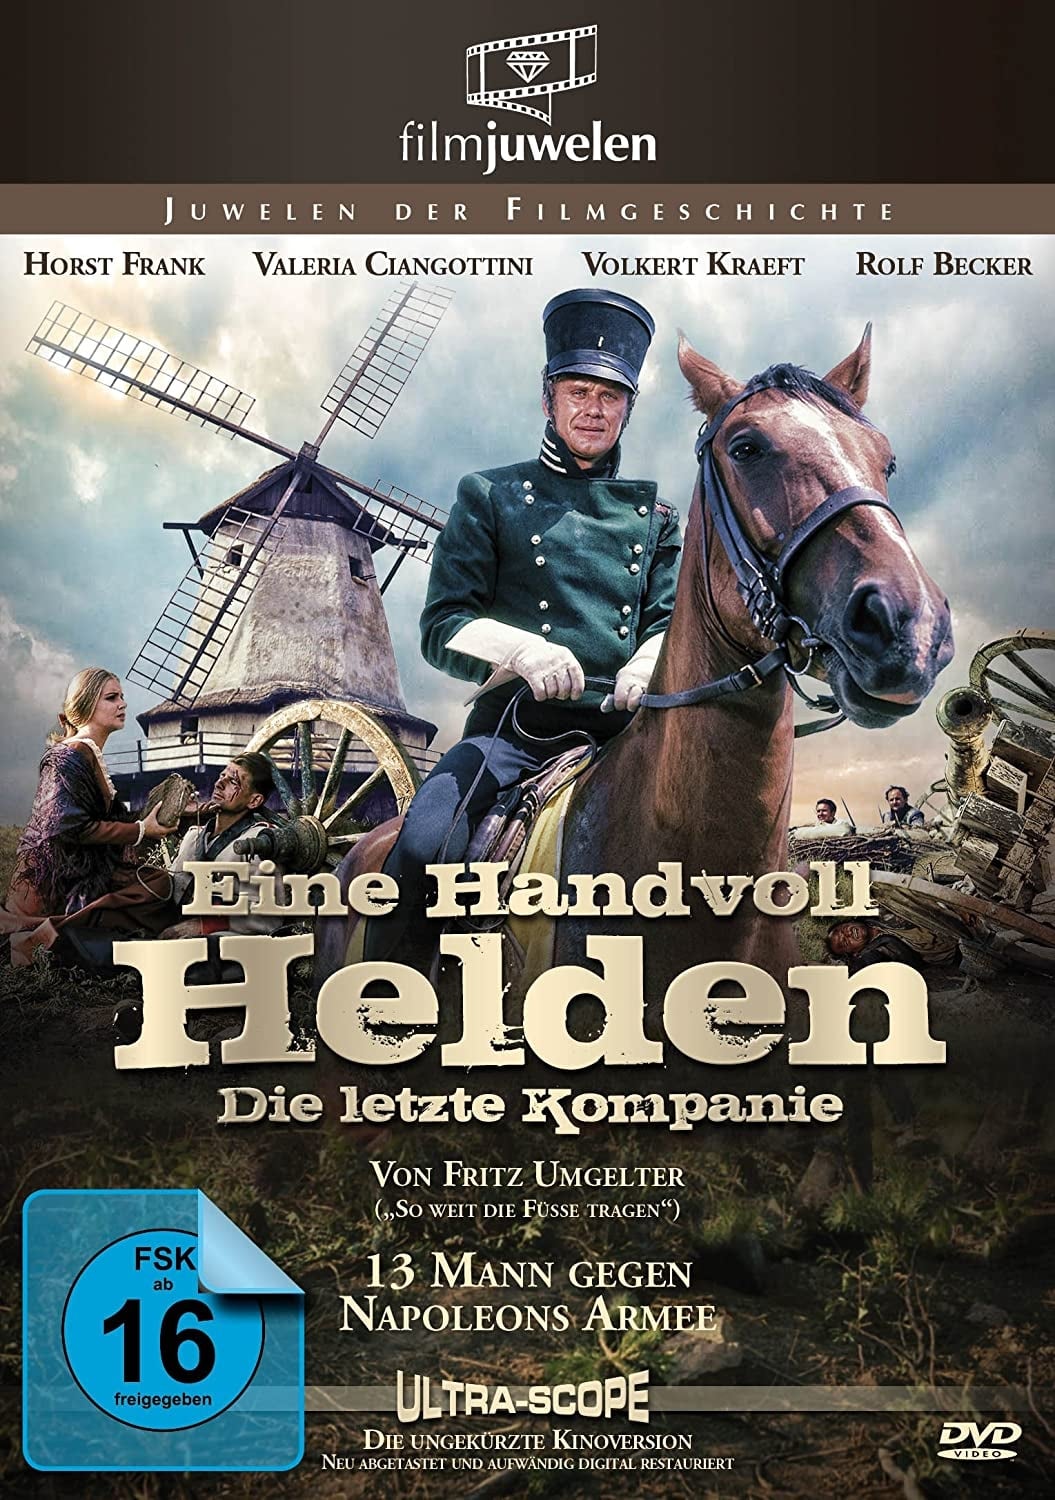 filmjuwelen
JUWELEN DER FILMGESCHICHTE
HORST FRANK VALERIA CIANGOTTINI VOLKERT KRAEFT ROLF BECKER
Eine Handvoll
Helden
Die letzte Kompanie
VON FRITZ UMGELTER
(„SO WEIT DIE FÜSSE TRAGEN“)
13 MANN GEGEN
NAPOLEONS ARMEE
FSK
ab
16
freigegeben
ULTRA-SCOPE
DIE UNGEKÜRZTE KINOVERSION
NEU ABGETASTET UND AUFWÄNDIG DIGITAL RESTAURIERT
DVD
VIDEO